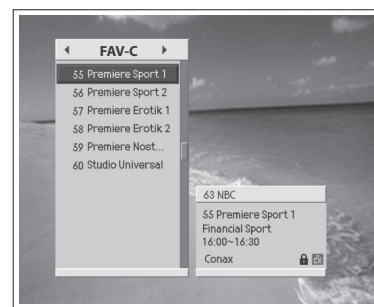 FAV-C
55 Premiere Sport 1
56 Premiere Sport 2
57 Premiere Erotik 1
58 Premiere Erotik 2
59 Premiere Nost...
60 Studio Universal
63 NBC
55 Premiere Sport 1
Financial Sport
16:00~16:30
Conax